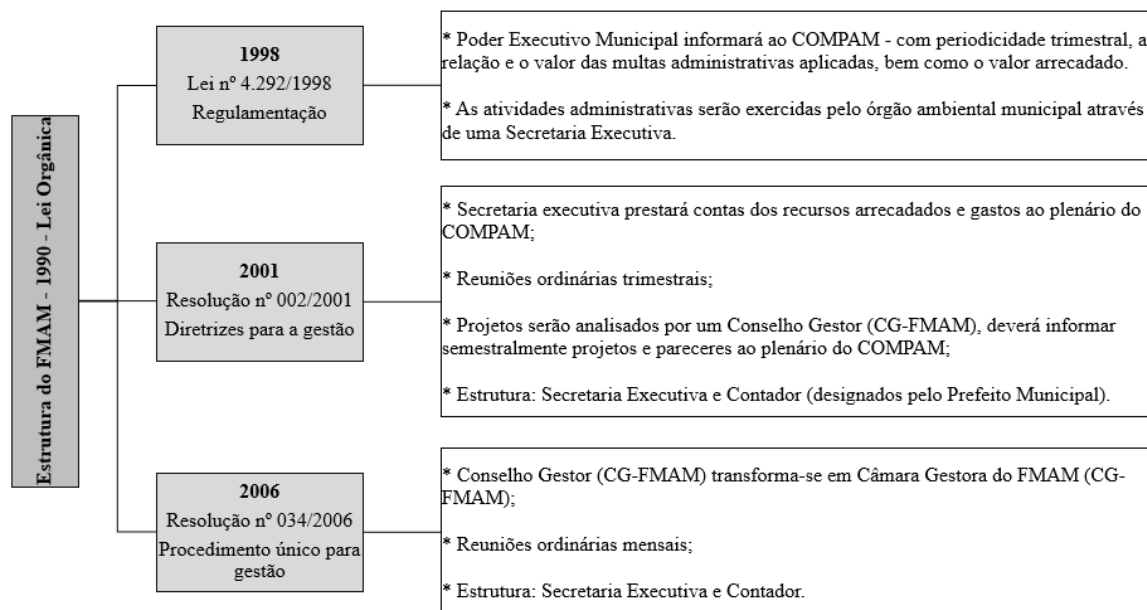 Estrutura do FMAM - 1990 - Lei Orgânica
1998
Lei nº 4.292/1998
Regulamentação
* Poder Executivo Municipal informará ao COMPAM - com periodicidade trimestral, a
relação e o valor das multas administrativas aplicadas, bem como o valor arrecadado.
* As atividades administrativas serão exercidas pelo órgão ambiental municipal através
de uma Secretaria Executiva.
2001
Resolução nº 002/2001
Diretrizes para a gestão
* Secretaria executiva prestará contas dos recursos arrecadados e gastos ao plenário do
COMPAM;
* Reuniões ordinárias trimestrais;
* Projetos serão analisados por um Conselho Gestor (CG-FMAM), deverá informar
semestralmente projetos e pareceres ao plenário do COMPAM;
* Estrutura: Secretaria Executiva e Contador (designados pelo Prefeito Municipal).
2006
Resolução nº 034/2006
Procedimento único para
gestão
* Conselho Gestor (CG-FMAM) transforma-se em Câmara Gestora do FMAM (CG-
FMAM);
* Reuniões ordinárias mensais;
* Estrutura: Secretaria Executiva e Contador.